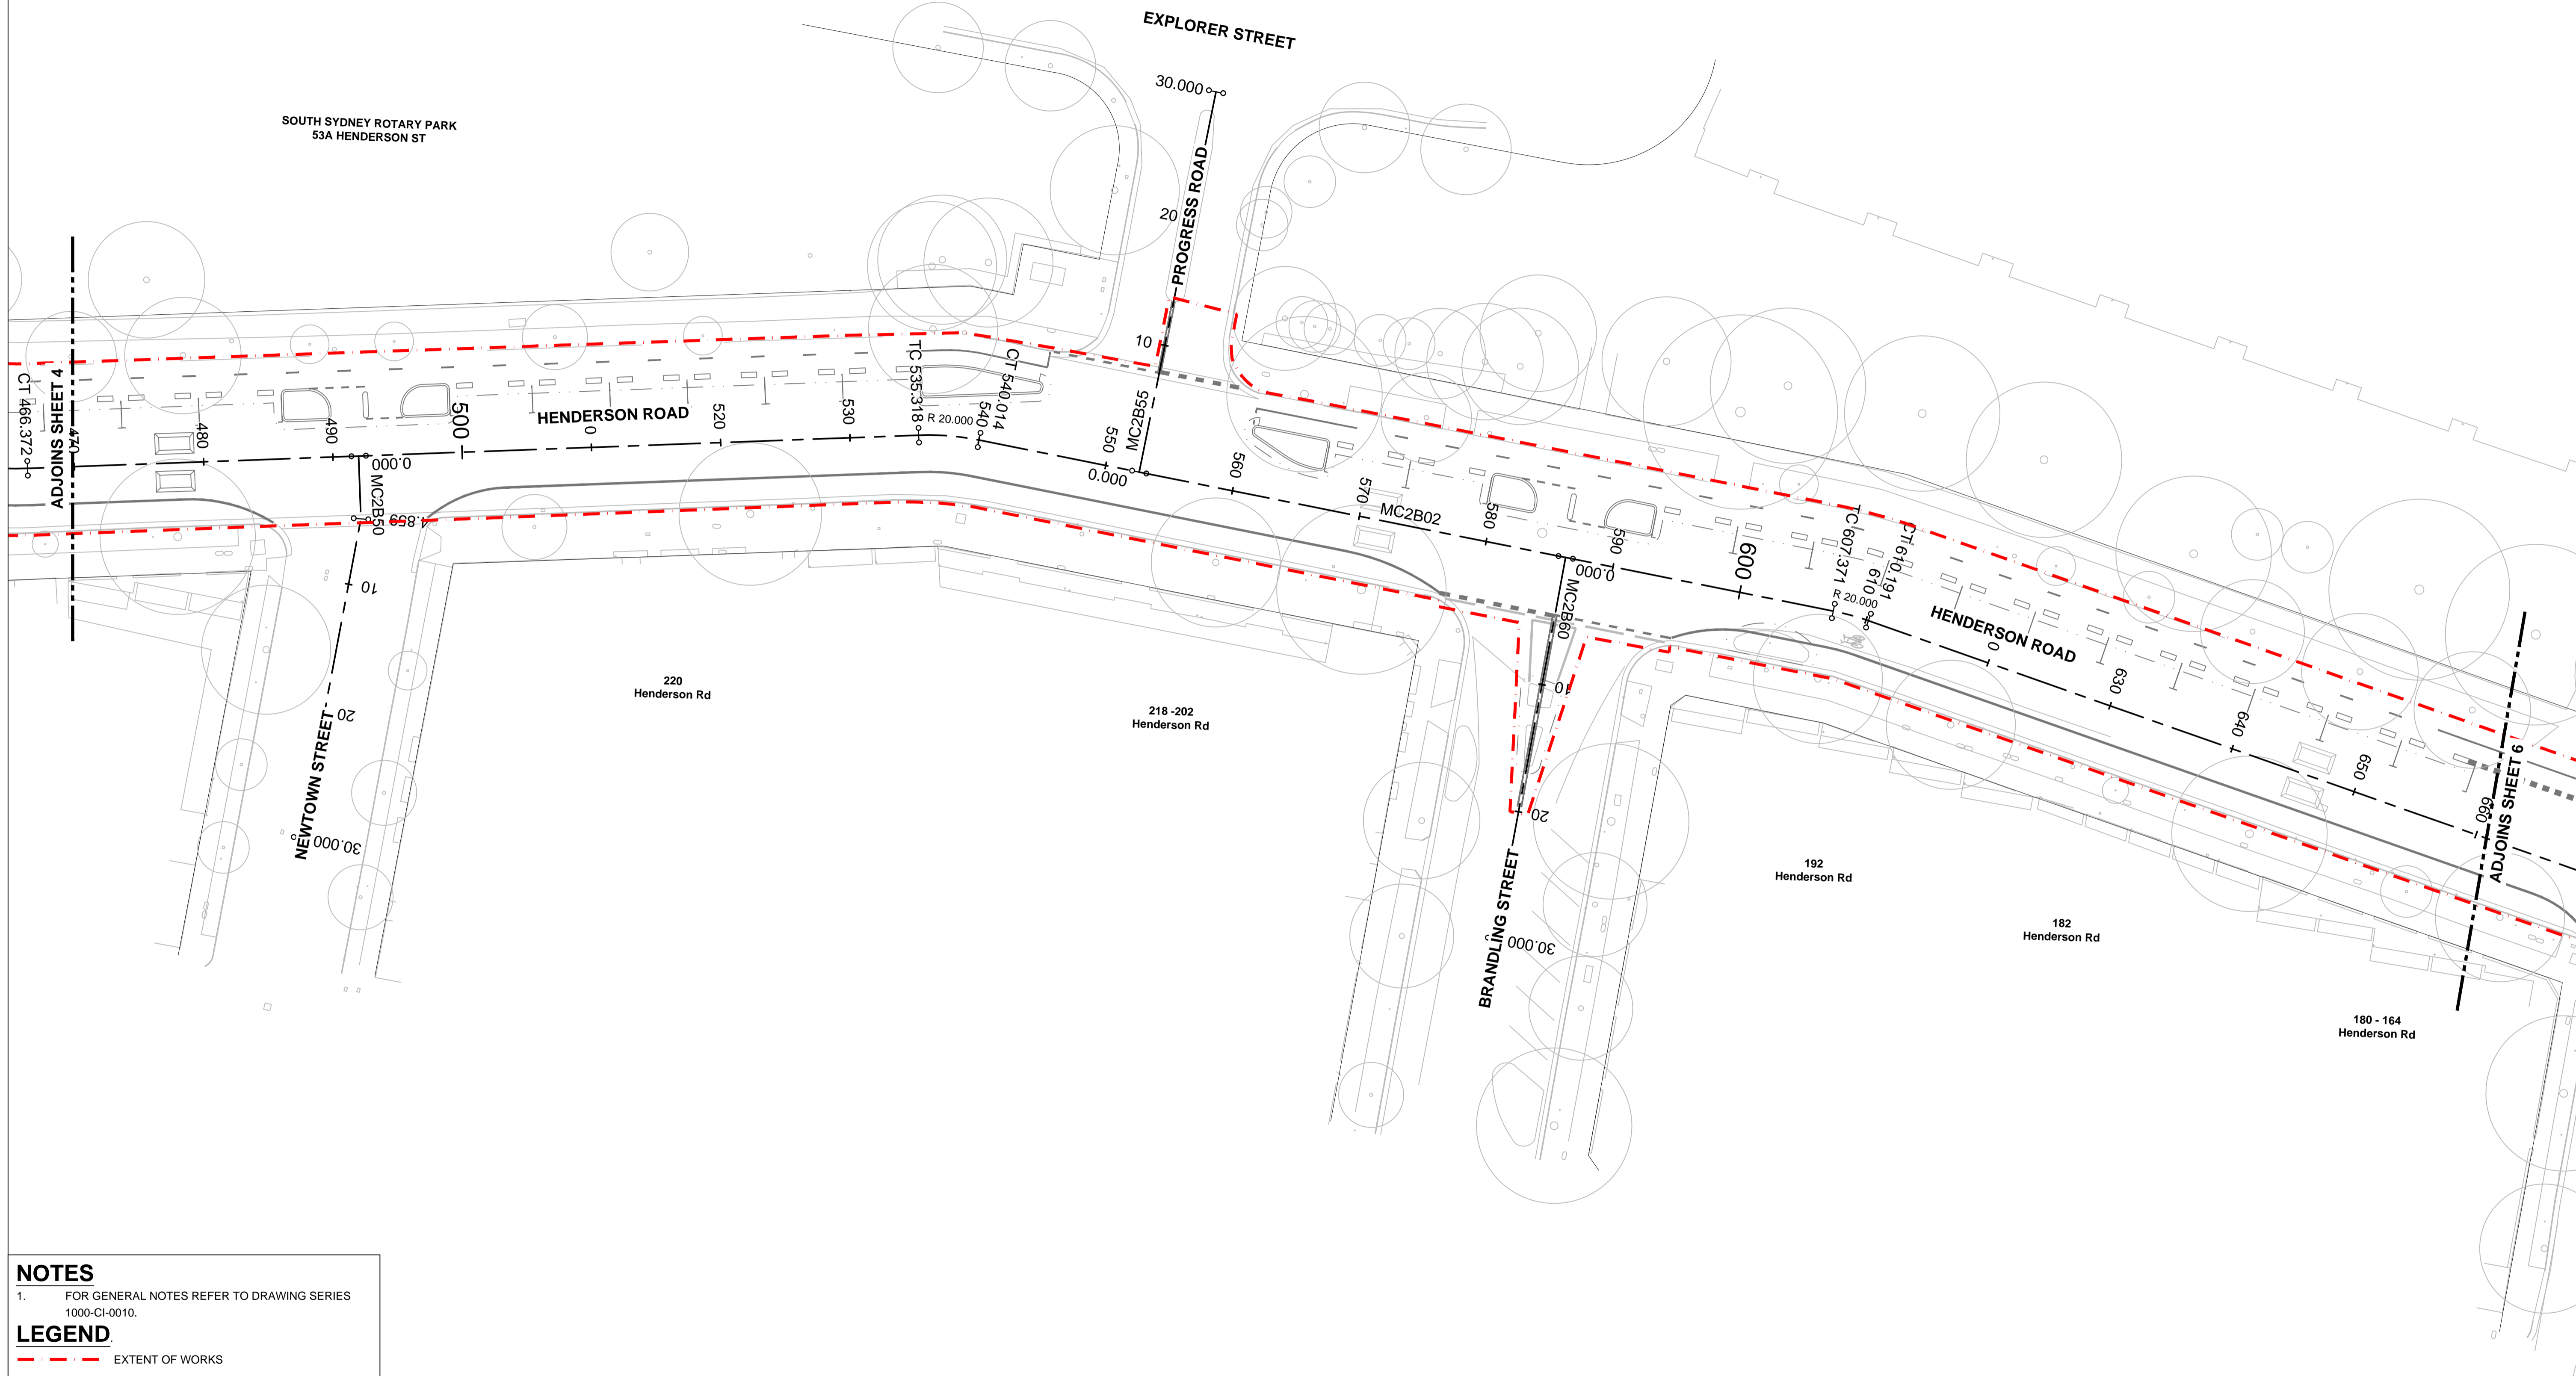 EXPLORER STREET
30.000
SOUTH SYDNEY ROTARY PARK
53A HENDERSON ST
PROGRESS ROAD
20
10
CT 466.372
ADJOINS SHEET 4
470
480
490
500
HENDERSON ROAD
0
520
530
TC 535.318
R 20.000
540
CT 540.014
550
MC2B55
0.000
560
570
MC2B02
580
590
600
TC 607.371
R 20.000
610
CT 610.191
HENDERSON ROAD
0
630
640
650
660
ADJOINS SHEET 6
0.000
MC2B50
4.859
10
20
NEWTOWN STREET
30.000
0.000
MC2B60
10
20
BRANDLING STREET
30.000
220
Henderson Rd
218 -202
Henderson Rd
192
Henderson Rd
182
Henderson Rd
180 - 164
Henderson Rd
NOTES
1. FOR GENERAL NOTES REFER TO DRAWING SERIES
1000-CI-0010.
LEGEND.
EXTENT OF WORKS